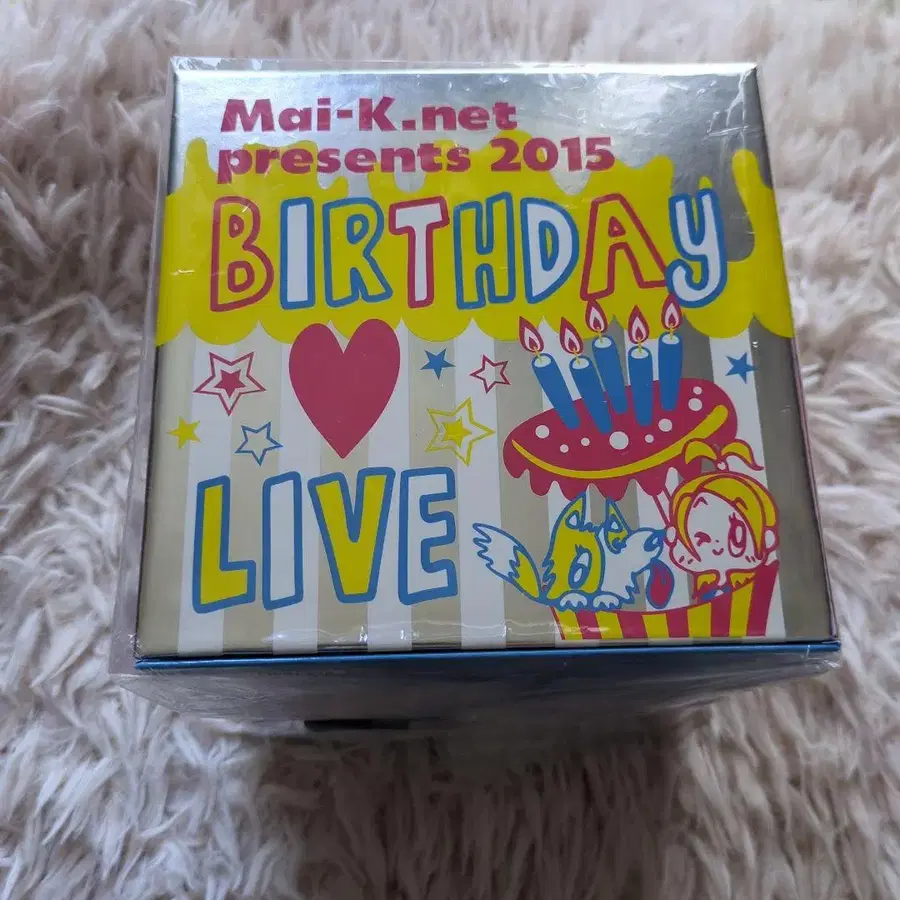 Mai-K.net
presents 2015
BIRTHDAY
LIVE